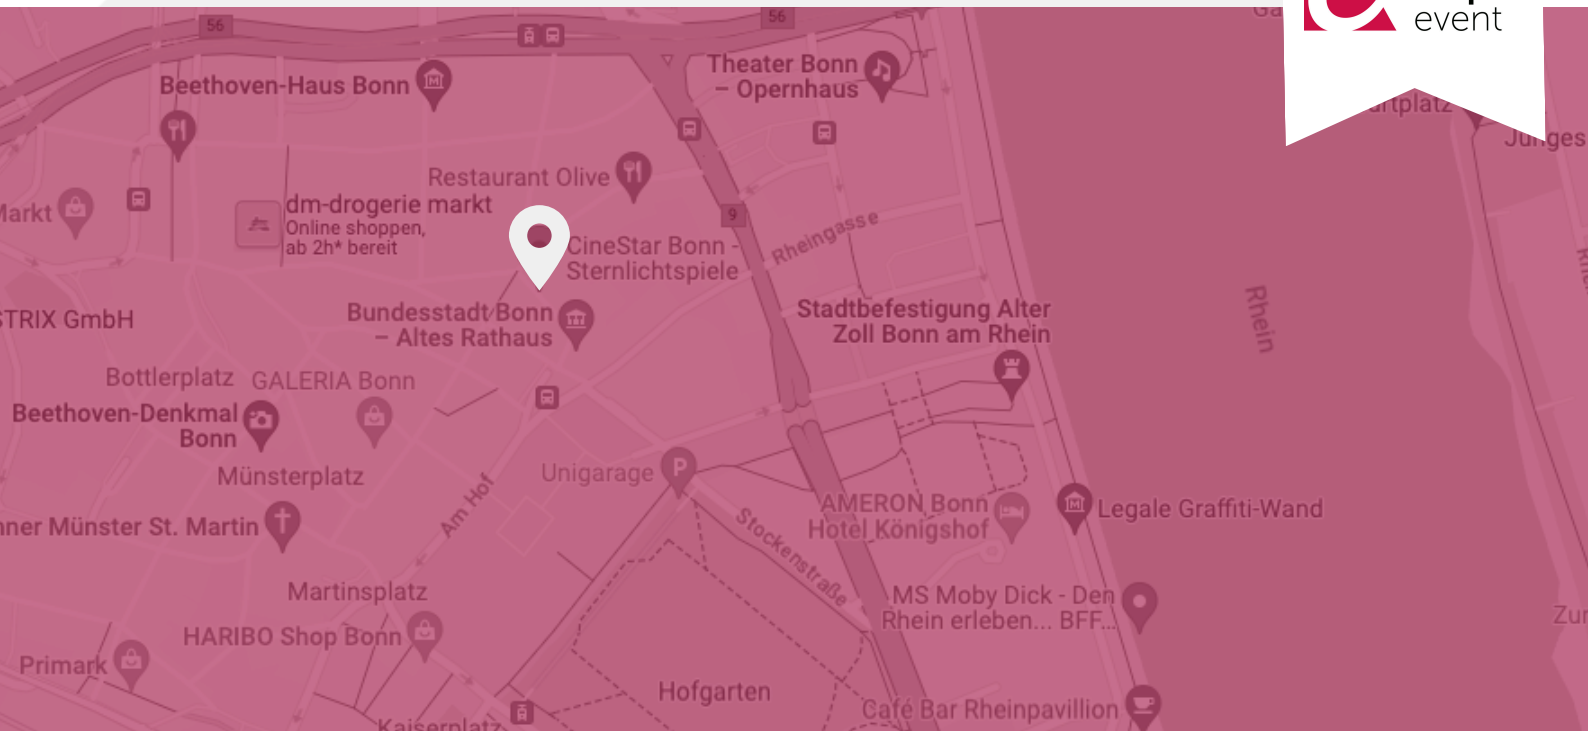 event
56
56
Theater Bonn
– Opernhaus
Beethoven-Haus Bonn
Restaurant Olive
dm-drogerie markt
Online shoppen,
ab 2h* bereit
9
Rheingasse
CineStar Bonn -
Sternlichtspiele
Bundesstadt Bonn
– Altes Rathaus
Stadtbefestigung Alter
Zoll Bonn am Rhein
Rhein
GmbH
Bottlerplatz
GALERIA Bonn
Beethoven-Denkmal
Bonn
Münsterplatz
Unigarage
P
Am Hof
Münster St. Martin
Stockenstraße
AMERON Bonn
Hotel Königshof
Legale Graffiti-Wand
Martinsplatz
MS Moby Dick - Den
Rhein erleben... BFF...
HARIBO Shop Bonn
Primark
Hofgarten
Café Bar Rheinpavillion
Kaiserplatz